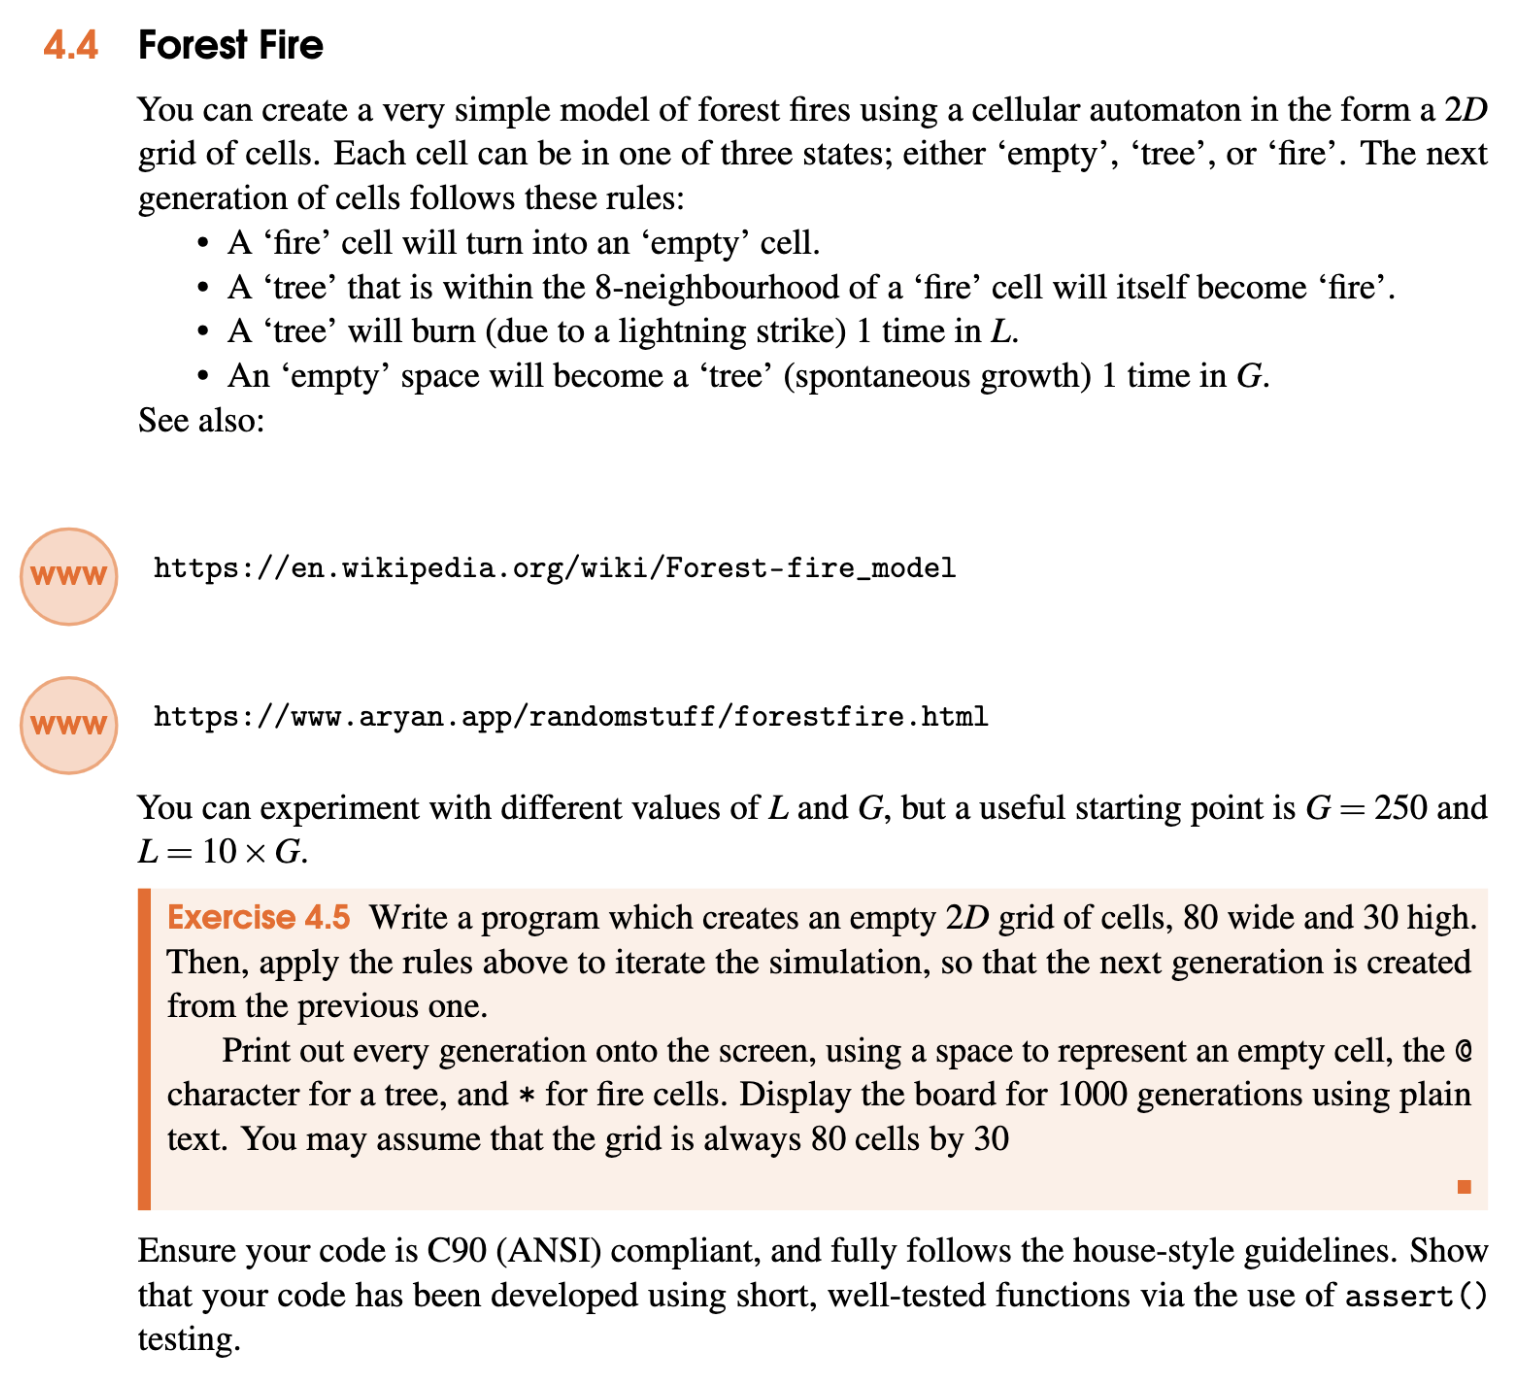 4.4 Forest Fire
You can create a very simple model of forest fires using a cellular automaton in the form a 2D
grid of cells. Each cell can be in one of three states; either ‘empty’, ‘tree’, or ‘fire’. The next
generation of cells follows these rules:
• A ‘fire’ cell will turn into an ‘empty’ cell.
• A ‘tree’ that is within the 8-neighbourhood of a ‘fire’ cell will itself become ‘fire’.
• A ‘tree’ will burn (due to a lightning strike) 1 time in L.
• An ‘empty’ space will become a ‘tree’ (spontaneous growth) 1 time in G.
See also:
www https://en.wikipedia.org/wiki/Forest-fire_model
www https://www.aryan.app/randomstuff/forestfire.html
You can experiment with different values of L and G, but a useful starting point is G = 250 and
L = 10 × G.
Exercise 4.5 Write a program which creates an empty 2D grid of cells, 80 wide and 30 high.
Then, apply the rules above to iterate the simulation, so that the next generation is created
from the previous one.
Print out every generation onto the screen, using a space to represent an empty cell, the @
character for a tree, and * for fire cells. Display the board for 1000 generations using plain
text. You may assume that the grid is always 80 cells by 30
Ensure your code is C90 (ANSI) compliant, and fully follows the house-style guidelines. Show
that your code has been developed using short, well-tested functions via the use of assert()
testing.